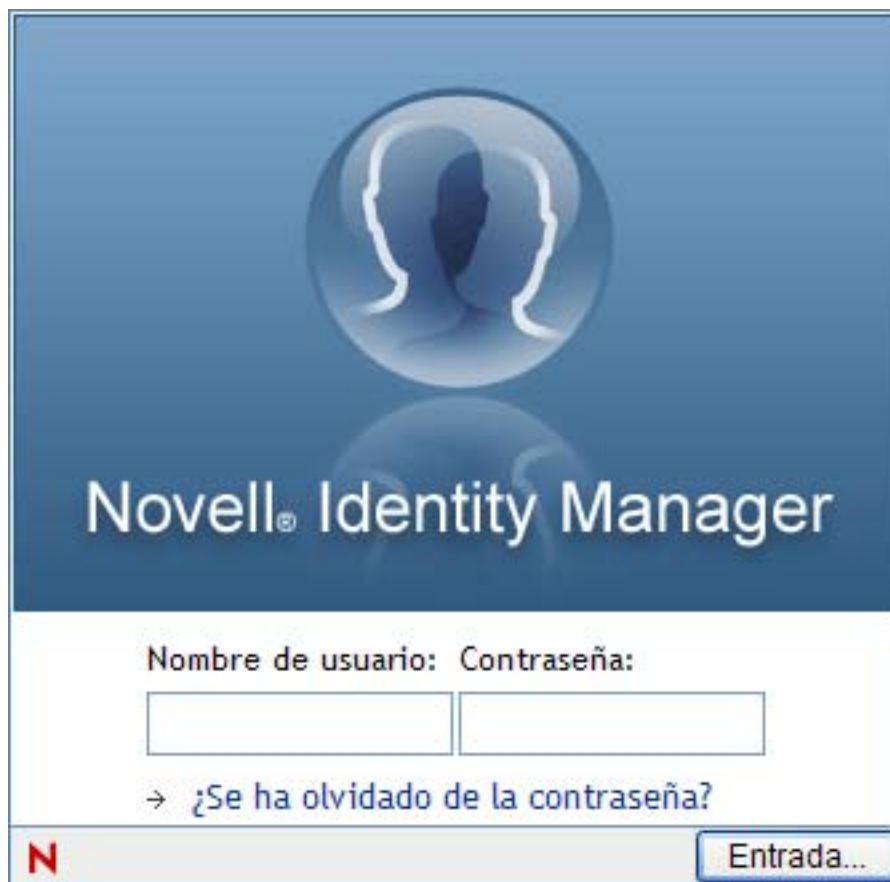 Novell® Identity Manager
Nombre de usuario: Contraseña:
→ ¿Se ha olvidado de la contraseña?
N Entrada...